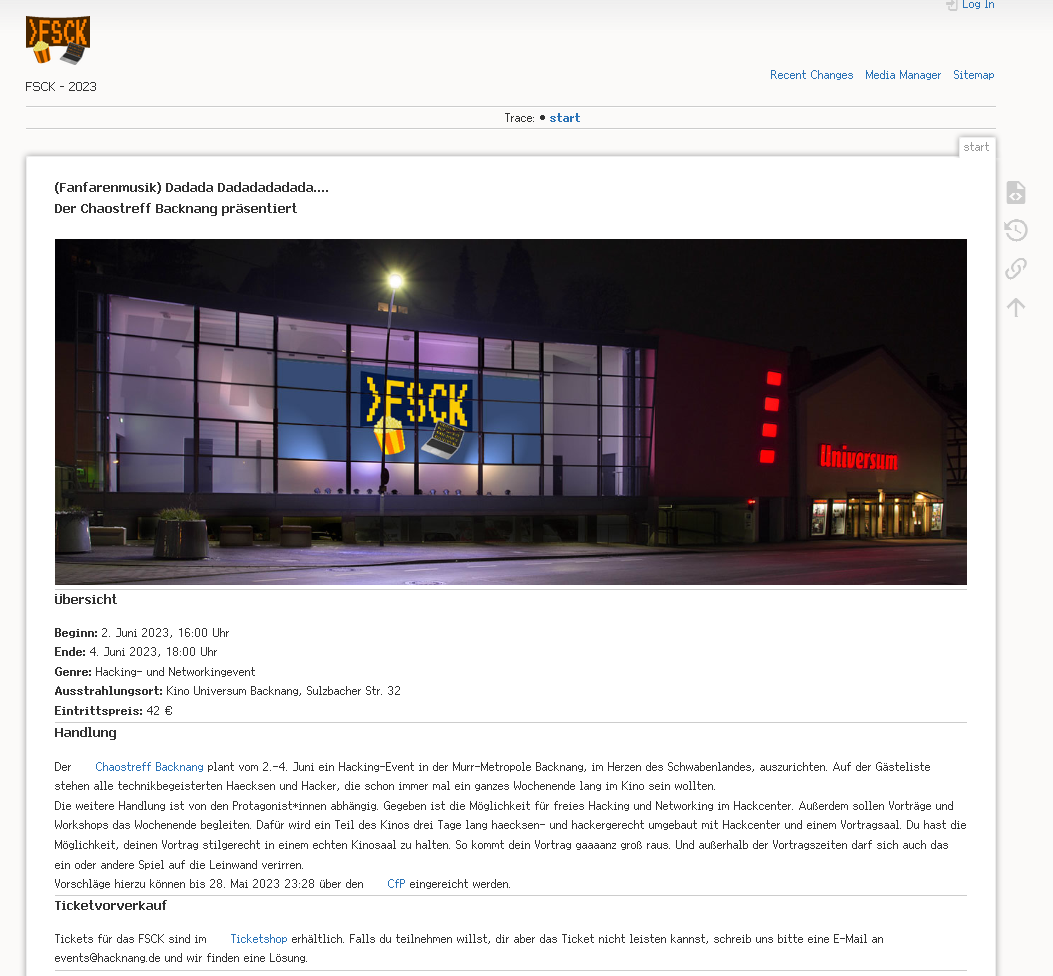 Log In
)FSCK
FSCK - 2023
Recent Changes Media Manager Sitemap
Trace: • start
start
(Fanfarenmusik) Dadada Dadadadadada....
Der Chaostreff Backnang präsentiert
)FSCK
Universum
Übersicht
Beginn: 2. Juni 2023, 16:00 Uhr
Ende: 4. Juni 2023, 18:00 Uhr
Genre: Hacking- und Networkingevent
Ausstrahlungsort: Kino Universum Backnang, Sulzbacher Str. 32
Eintrittspreis: 42 €
Handlung
Der Chaostreff Backnang plant vom 2.-4. Juni ein Hacking-Event in der Murr-Metropole Backnang, im Herzen des Schwabenlandes, auszurichten. Auf der Gästeliste
stehen alle technikbegeisterten Haecksen und Hacker, die schon immer mal ein ganzes Wochenende lang im Kino sein wollten.
Die weitere Handlung ist von den Protagonist*innen abhängig. Gegeben ist die Möglichkeit für freies Hacking und Networking im Hackcenter. Außerdem sollen Vorträge und
Workshops das Wochenende begleiten. Dafür wird ein Teil des Kinos drei Tage lang haecksen- und hackergerecht umgebaut mit Hackcenter und einem Vortragsaal. Du hast die
Möglichkeit, deinen Vortrag stilgerecht in einem echten Kinosaal zu halten. So kommt dein Vortrag gaaaanz groß raus. Und außerhalb der Vortragszeiten darf sich auch das
ein oder andere Spiel auf die Leinwand verirren.
Vorschläge hierzu können bis 28. Mai 2023 23:28 über den CfP eingereicht werden.
Ticketvorverkauf
Tickets für das FSCK sind im Ticketshop erhältlich. Falls du teilnehmen willst, dir aber das Ticket nicht leisten kannst, schreib uns bitte eine E-Mail an
events@hacknang.de und wir finden eine Lösung.